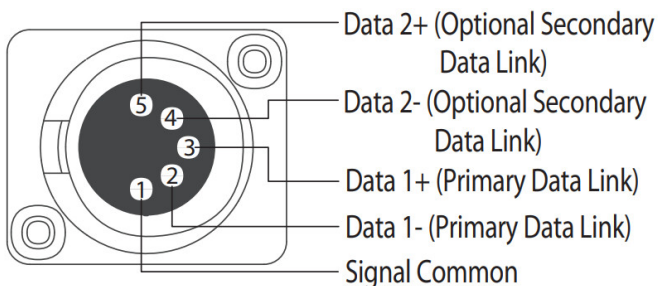 Data 2+ (Optional Secondary
Data Link)
5
4
Data 2- (Optional Secondary
Data Link)
3
Data 1+ (Primary Data Link)
2
1
Data 1- (Primary Data Link)
Signal Common